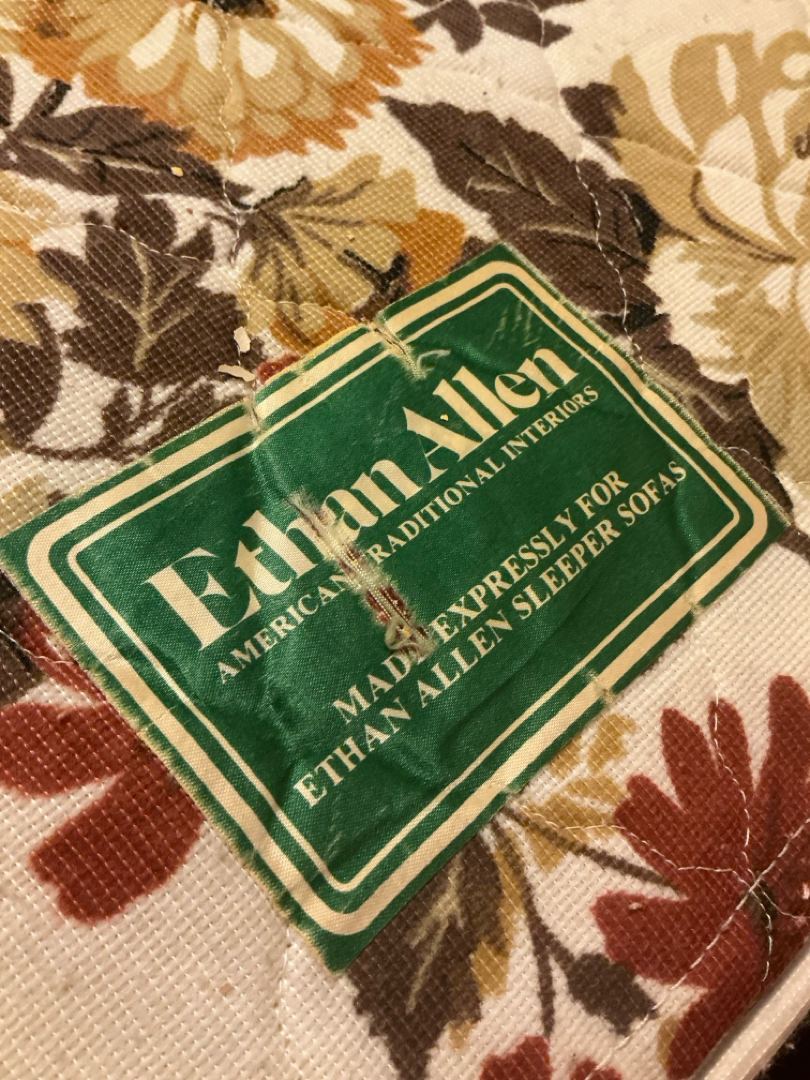 Ethan Allen
AMERICAN TRADITIONAL INTERIORS
MADE EXPRESSLY FOR
ETHAN ALLEN SLEEPER SOFAS